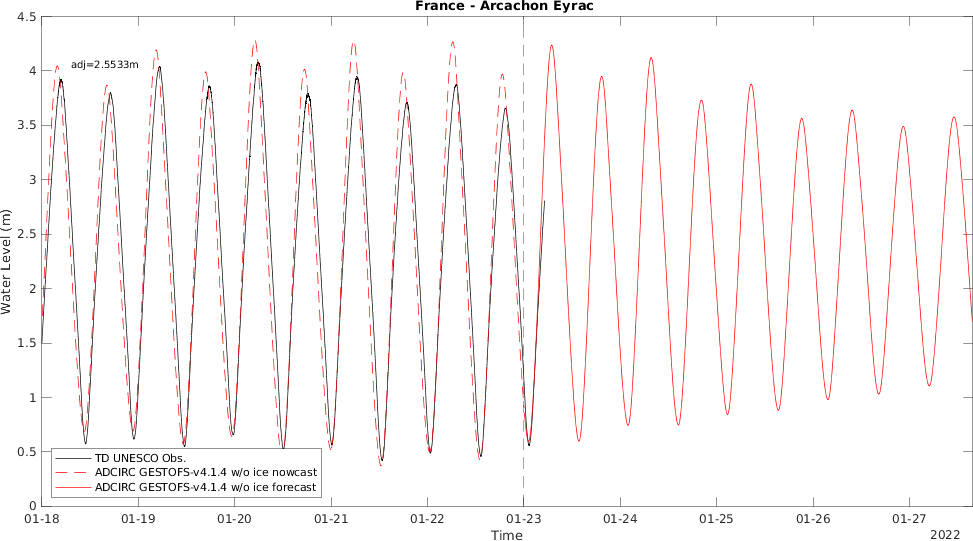 France - Arcachon Eyrac
4.5
4
3.5
3
2.5
2
1.5
1
0.5
0
Water Level (m)
adj=2.5533m
TD UNESCO Obs.
ADCIRC GESTOFS-v4.1.4 w/o ice nowcast
ADCIRC GESTOFS-v4.1.4 w/o ice forecast
01-18 01-19 01-20 01-21 01-22 01-23 01-24 01-25 01-26 01-27
Time
2022